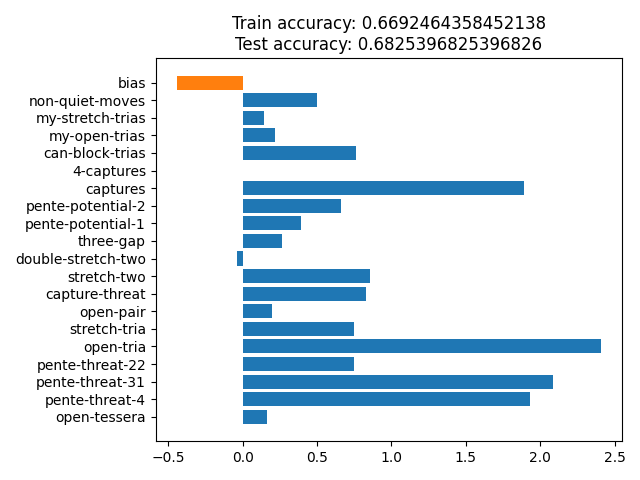 Train accuracy: 0.6692464358452138
Test accuracy: 0.6825396825396826
bias
non-quiet-moves
my-stretch-trias
my-open-trias
can-block-trias
4-captures
captures
pente-potential-2
pente-potential-1
three-gap
double-stretch-two
stretch-two
capture-threat
open-pair
stretch-tria
open-tria
pente-threat-22
pente-threat-31
pente-threat-4
open-tessera
−0.5 0.0 0.5 1.0 1.5 2.0 2.5